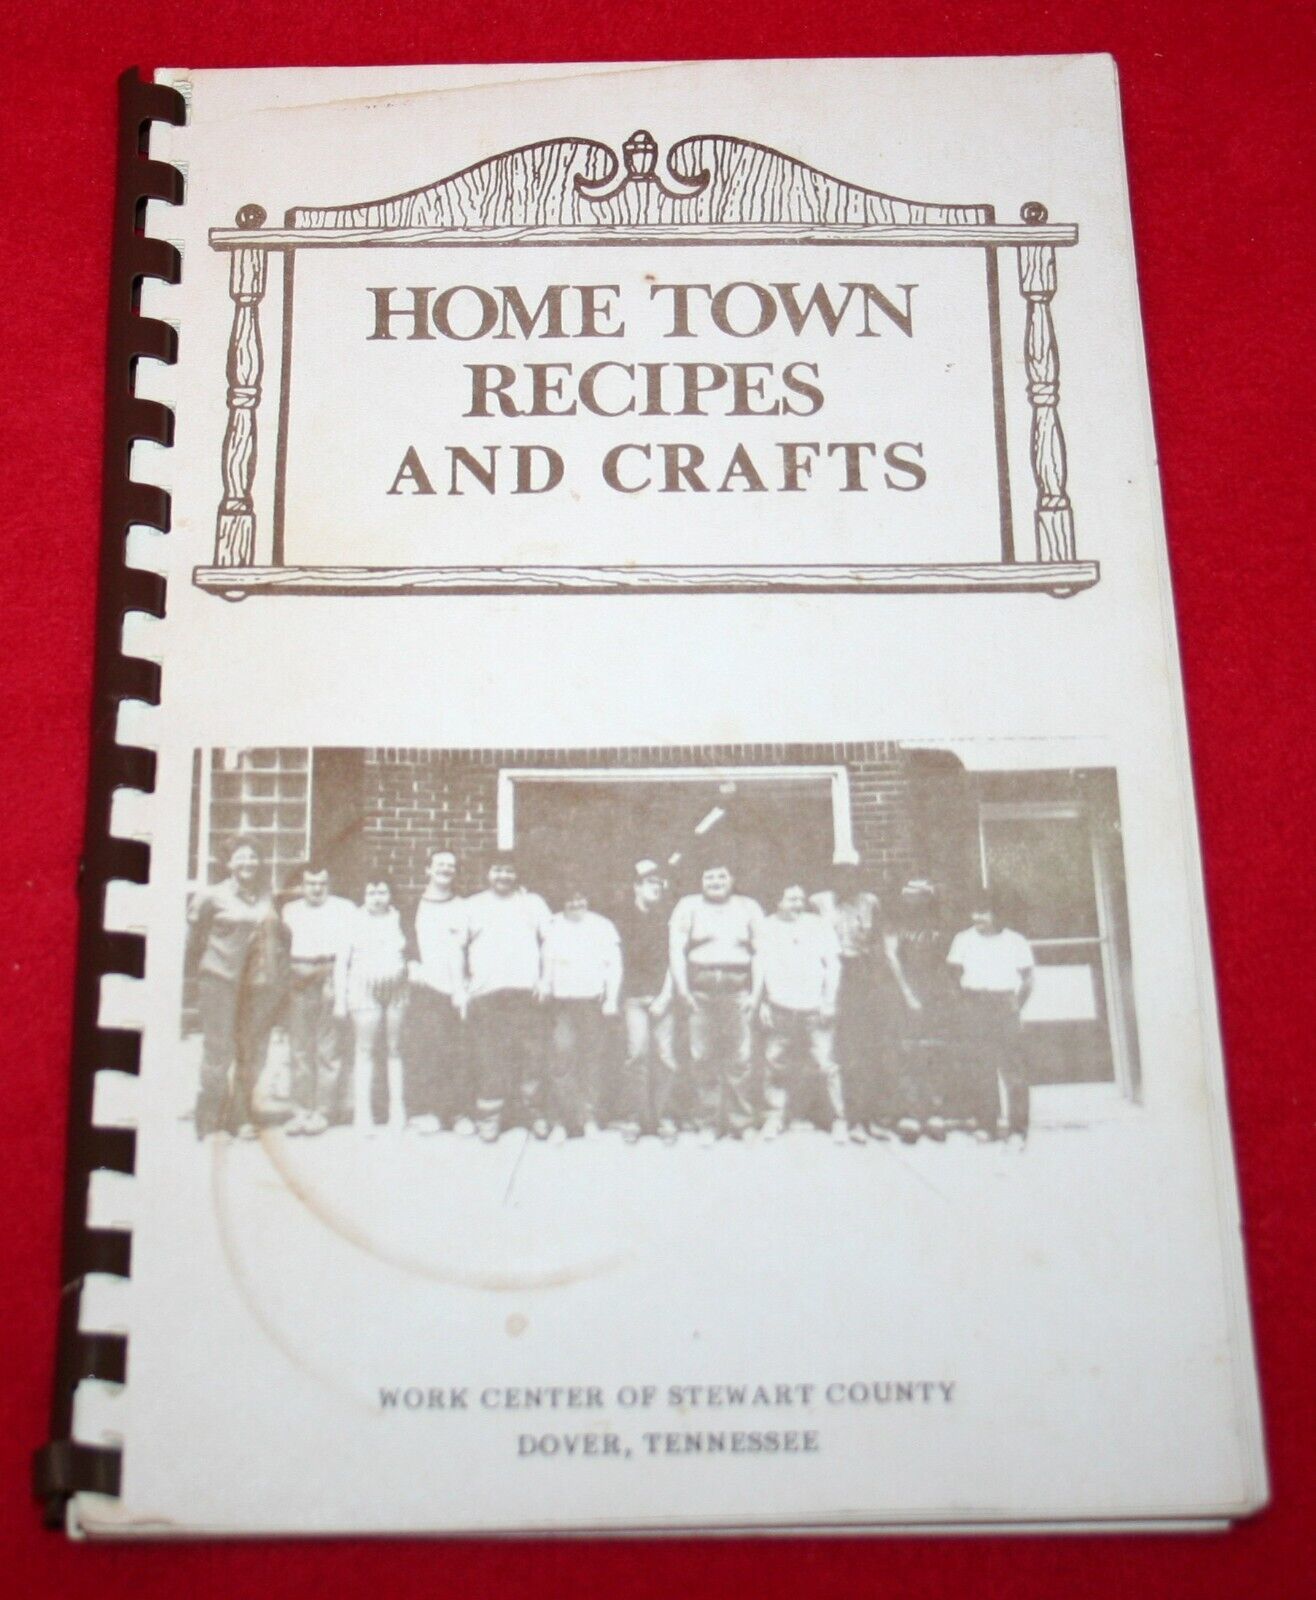 HOME TOWN
RECIPES
AND CRAFTS
WORK CENTER OF STEWART COUNTY
DOVER, TENNESSEE